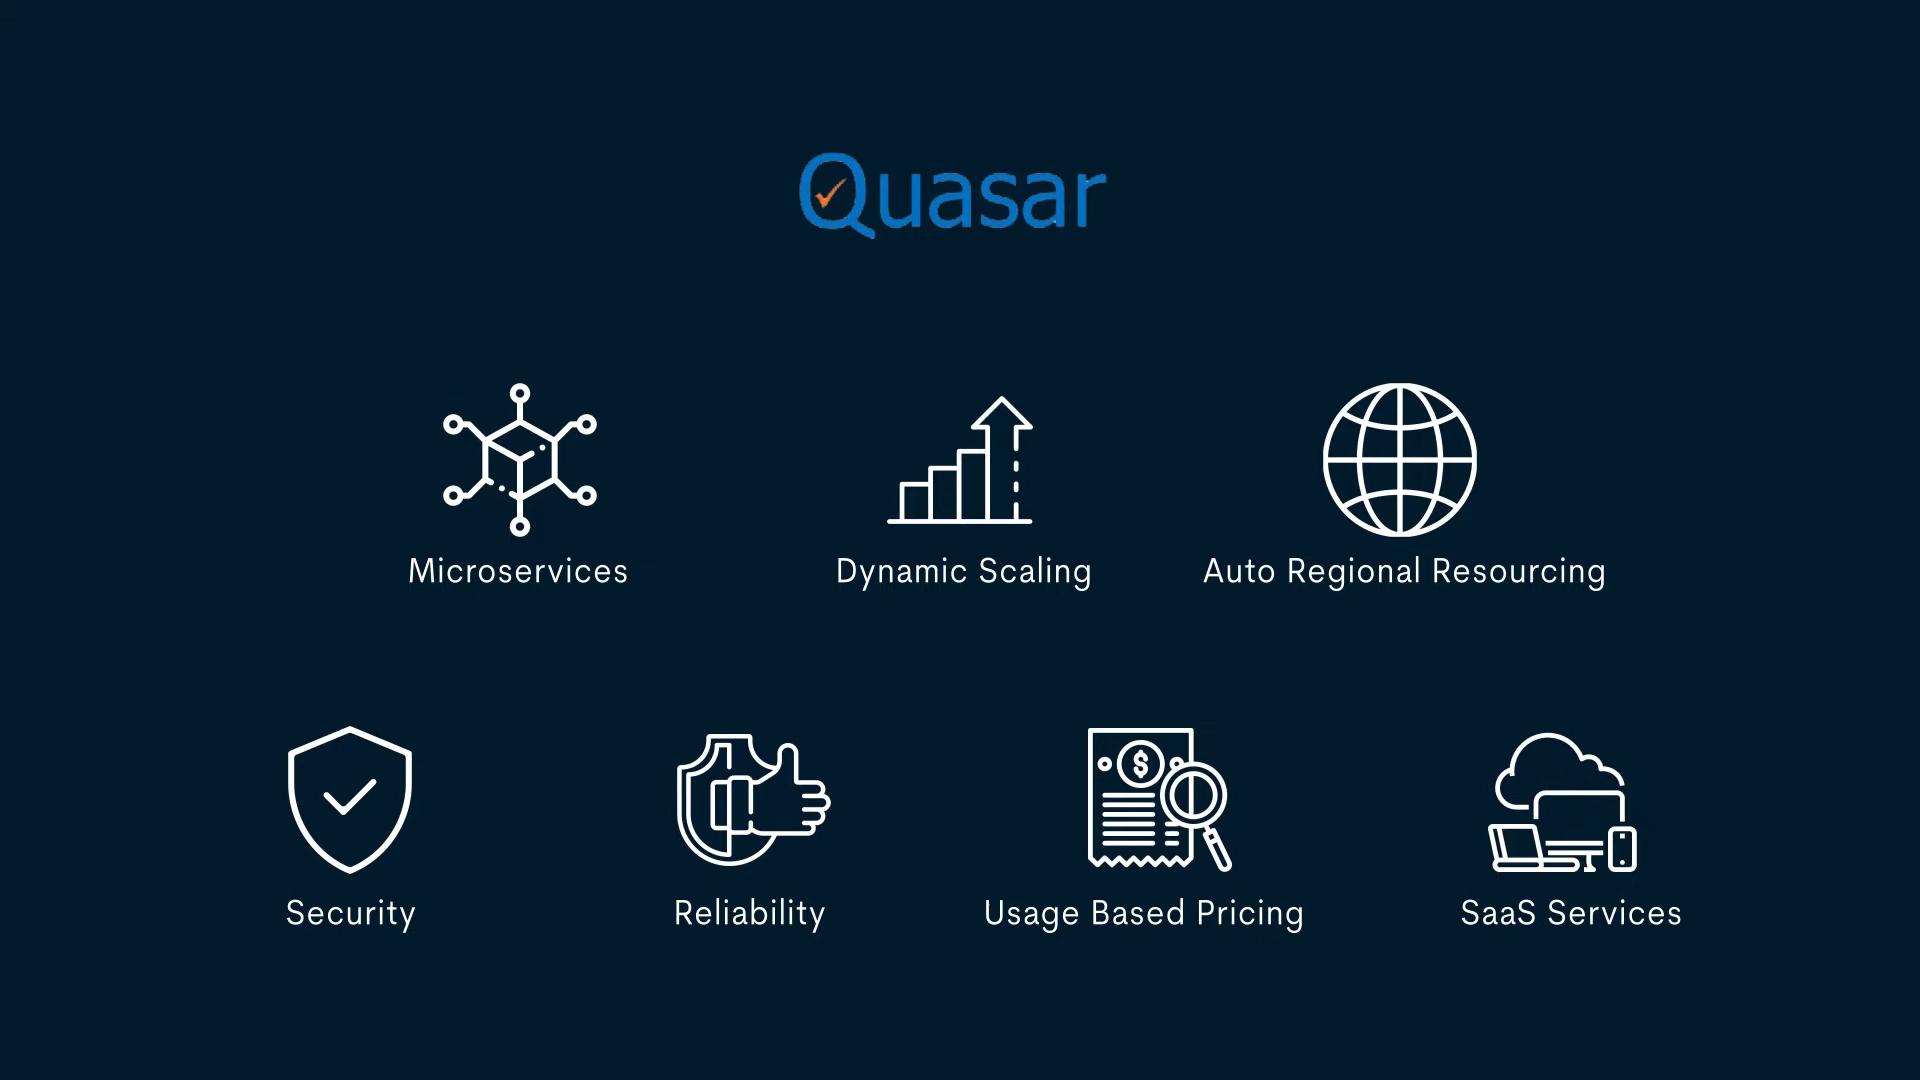 Quasar
Microservices
Dynamic Scaling
Auto Regional Resourcing
Security
Reliability
Usage Based Pricing
SaaS Services